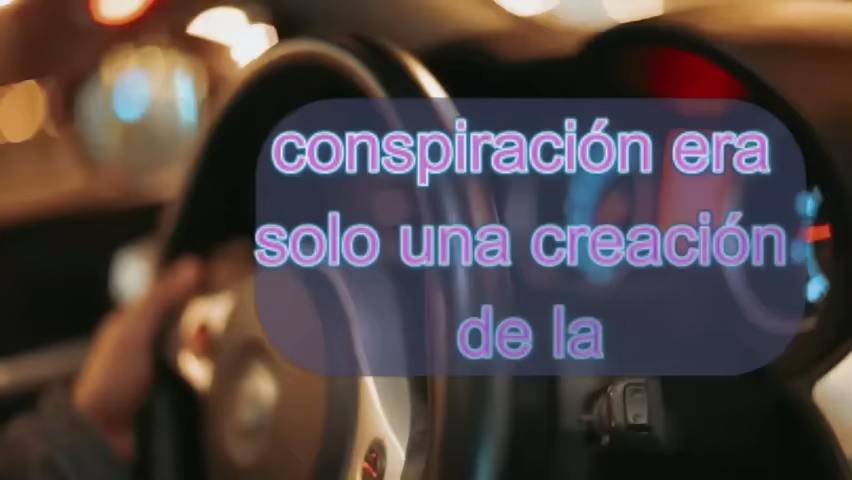 conspiración era
solo una creación
de la